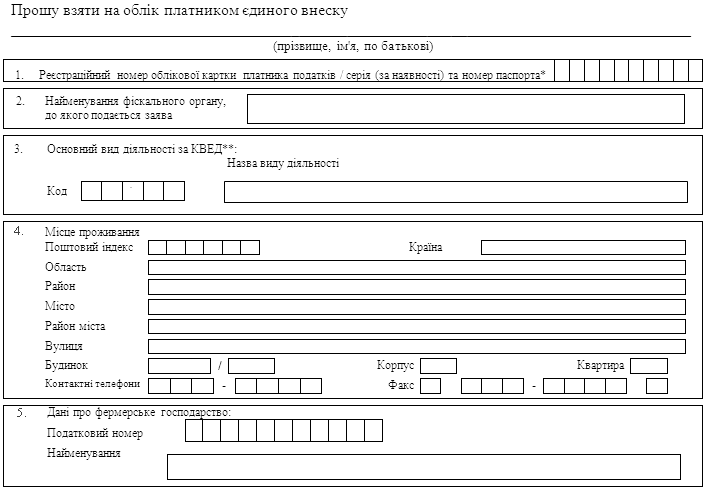 Прошу взяти на облік платником єдиного внеску
(прізвище, ім'я, по батькові)
1. Реєстраційний номер облікової картки платника податків / серія (за наявності) та номер паспорта*
2. Найменування фіскального органу,
до якого подається заява
3. Основний вид діяльності за КВЕД**:
Назва виду діяльності
Код .
4. Місце проживання
Поштовий індекс Країна
Область
Район
Місто
Район міста
Вулиця
Будинок / Корпус Квартира
Контактні телефони - Факс -
5. Дані про фермерське господарство:
Податковий номер
Найменування